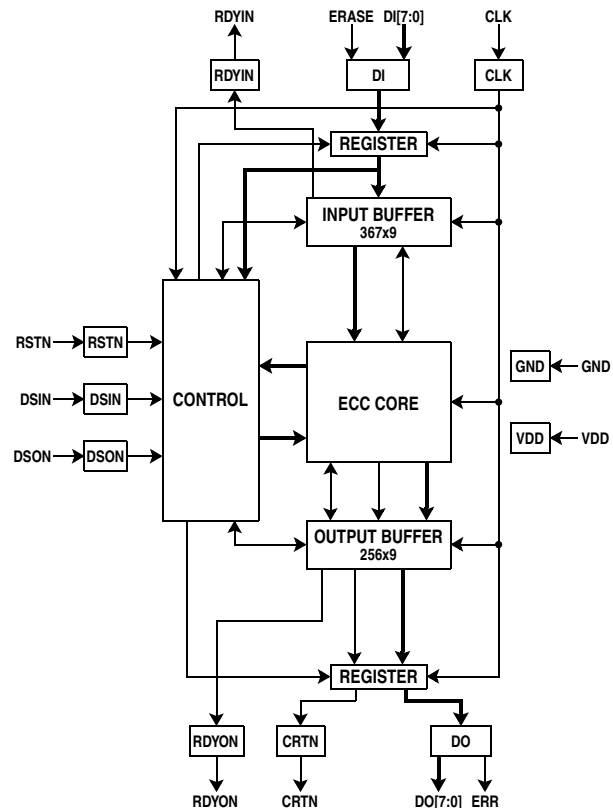 RDYIN ERASE DI[7:0] CLK
RDYIN DI CLK
REGISTER
INPUT BUFFER
367x9
RSTN RSTN
DSIN DSIN
DSON DSON
CONTROL
ECC CORE
GND GND
VDD VDD
OUTPUT BUFFER
256x9
REGISTER
RDYON CRTN DO
RDYON CRTN DO[7:0] ERR